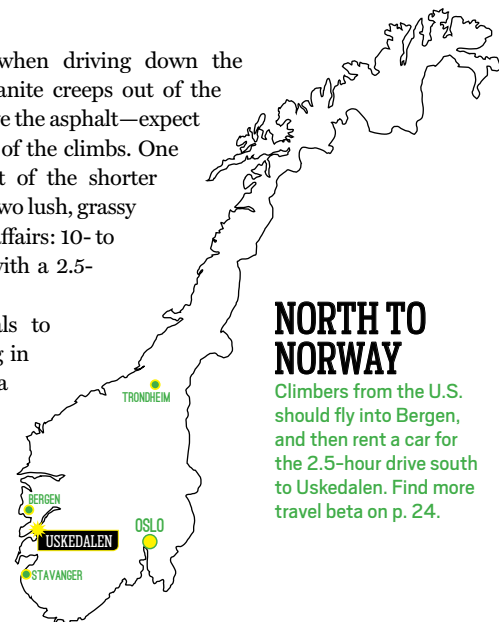 when driving down the
anite creeps out of the
e the asphalt—expect
of the climbs. One
t of the shorter
wo lush, grassy
ffairs: 10- to
with a 2.5-
ls to
g in
a
NORTH TO
NORWAY
Climbers from the U.S.
should fly into Bergen,
and then rent a car for
the 2.5-hour drive south
to Uskedalen. Find more
travel beta on p. 24.
TRONDHEIM
BERGEN
USKEDALEN
OSLO
STAVANGER